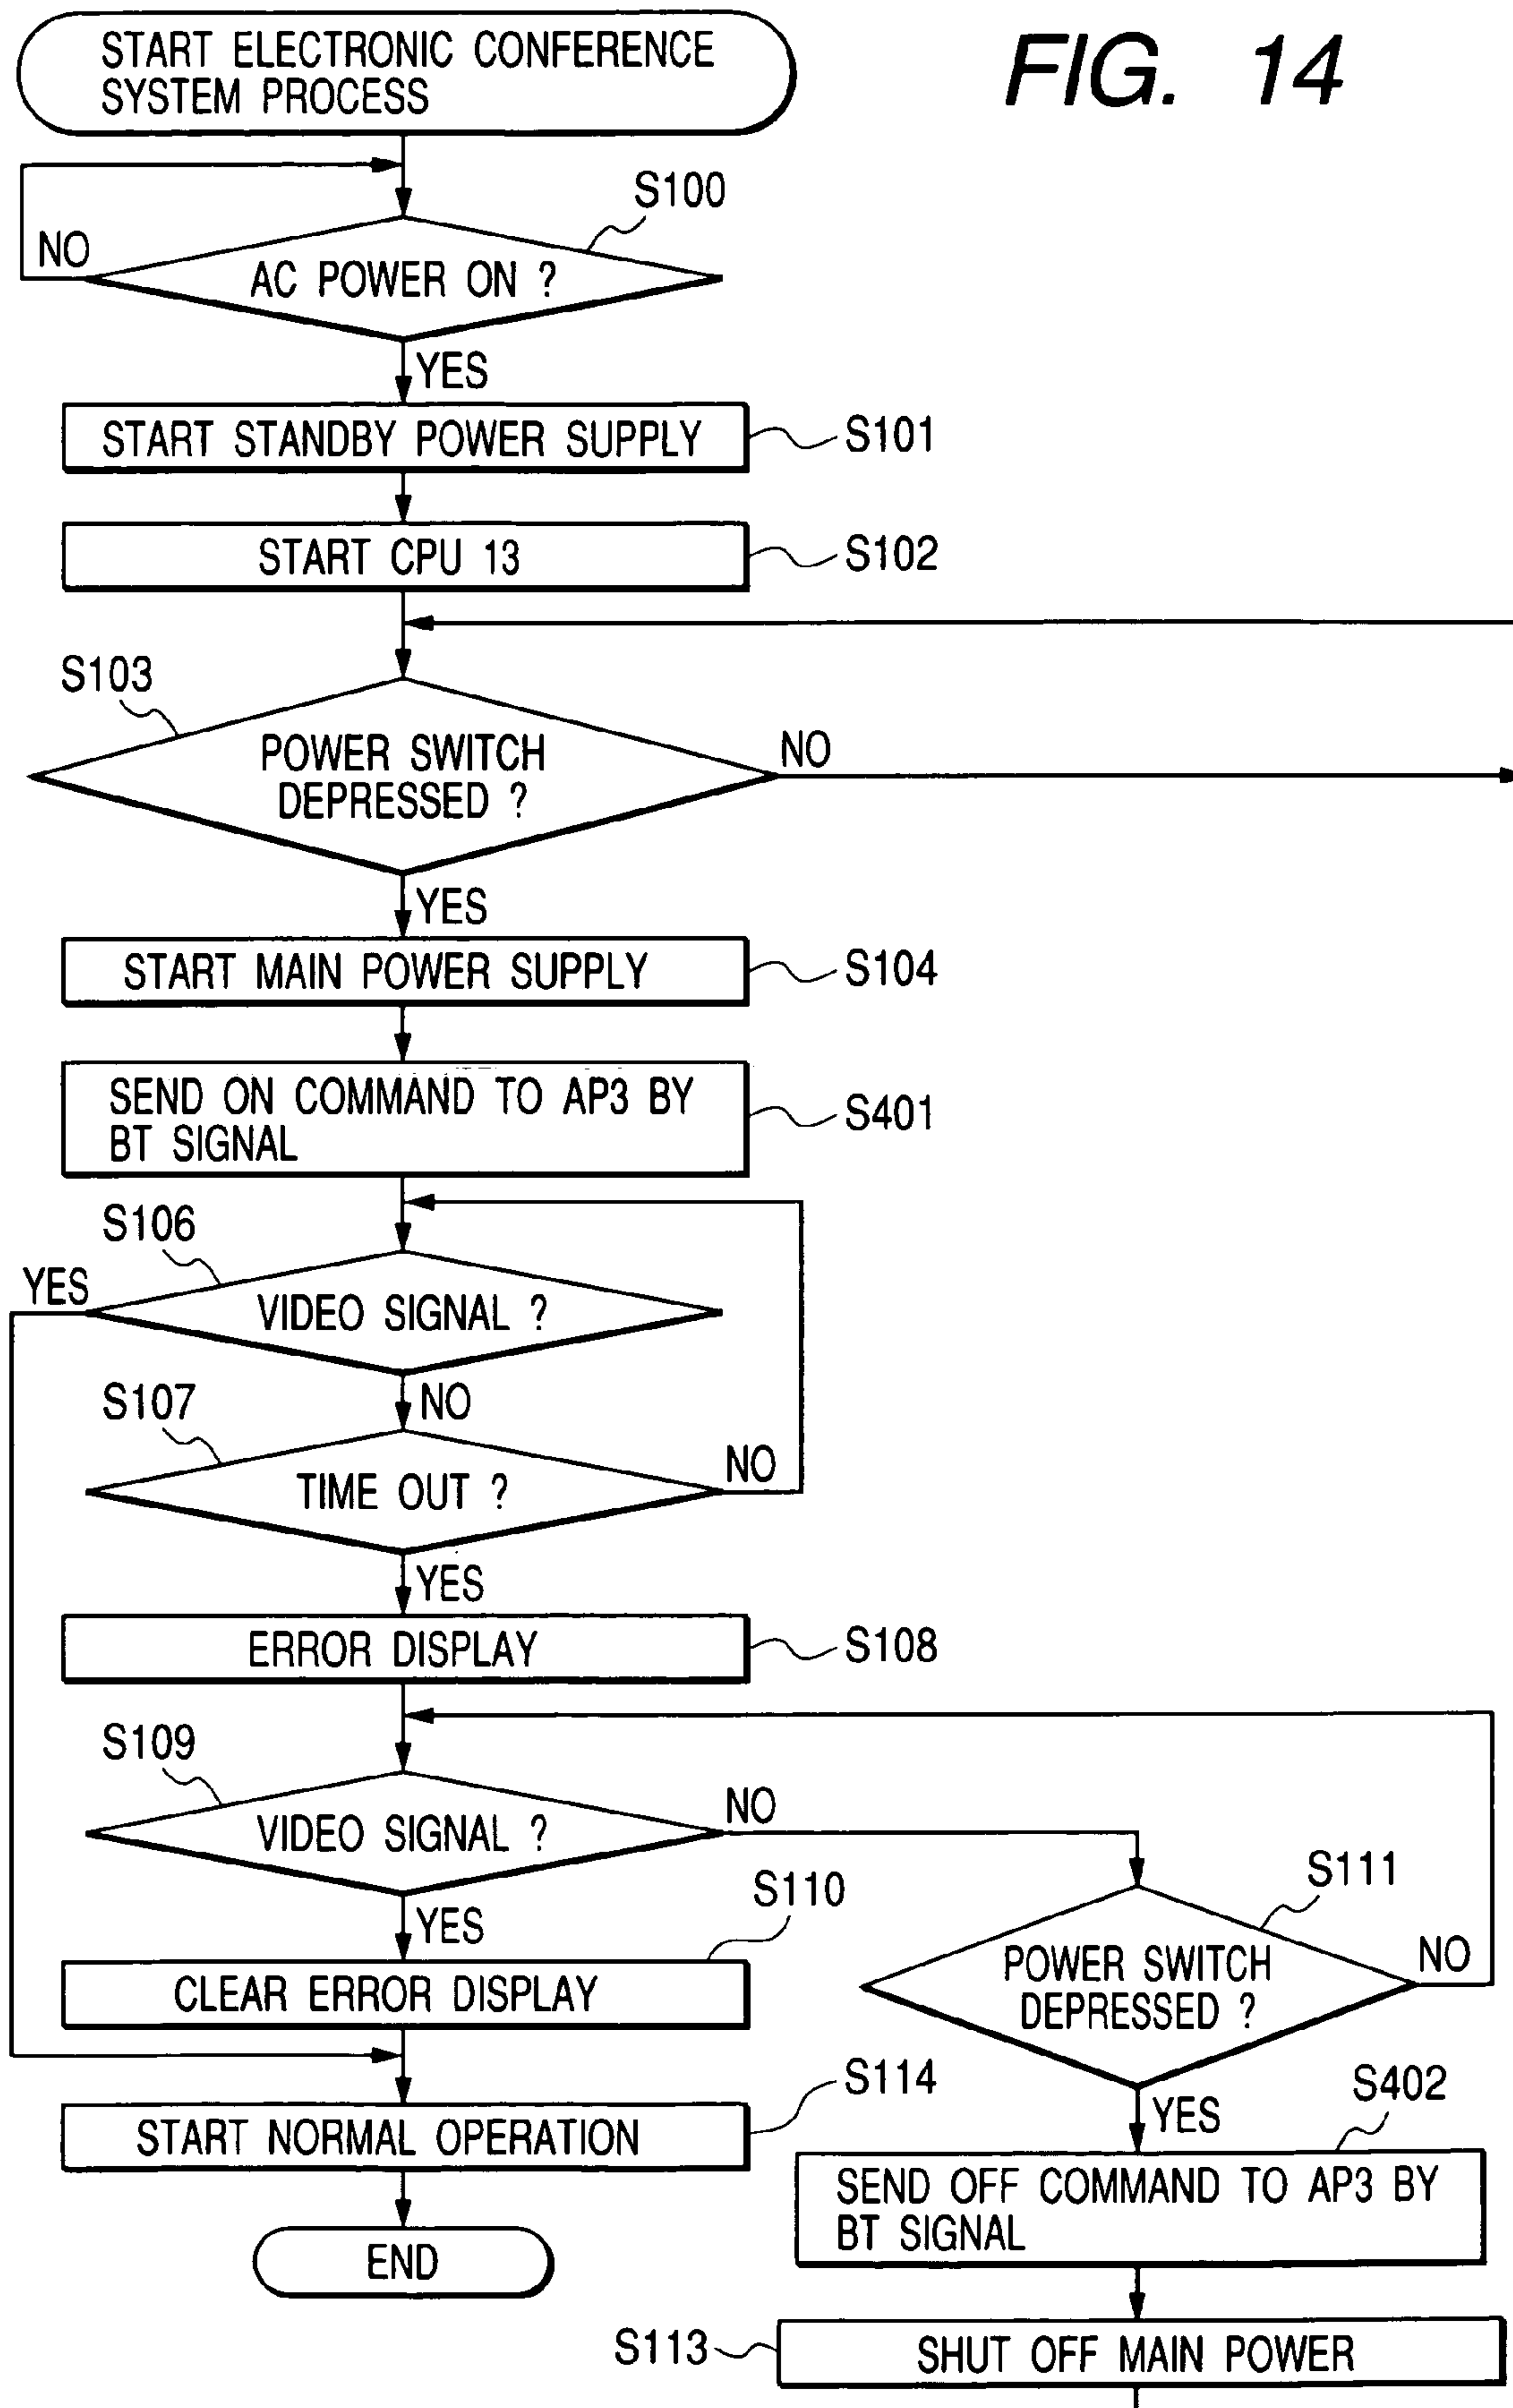 FIG. 14
START ELECTRONIC CONFERENCE
SYSTEM PROCESS
S100
NO
AC POWER ON ?
YES
START STANDBY POWER SUPPLY
S101
START CPU 13
S102
S103
POWER SWITCH
DEPRESSED ?
NO
YES
START MAIN POWER SUPPLY
S104
SEND ON COMMAND TO AP3 BY
BT SIGNAL
S401
S106
YES
VIDEO SIGNAL ?
NO
S107
TIME OUT ?
NO
YES
ERROR DISPLAY
S108
S109
VIDEO SIGNAL ?
NO
YES
S110
CLEAR ERROR DISPLAY
S111
POWER SWITCH
DEPRESSED ?
NO
YES
S114
START NORMAL OPERATION
END
S402
SEND OFF COMMAND TO AP3 BY
BT SIGNAL
S113
SHUT OFF MAIN POWER